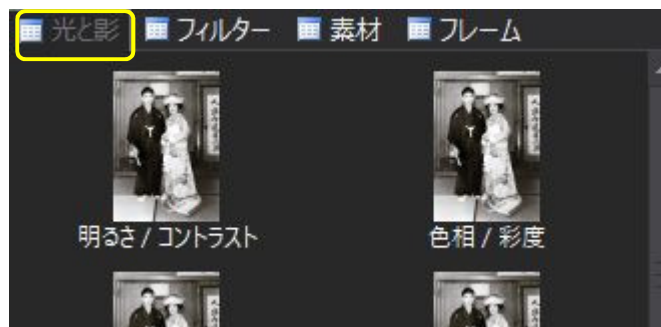 光と影 フィルター 素材 フレーム
明るさ / コントラスト 色相 / 彩度